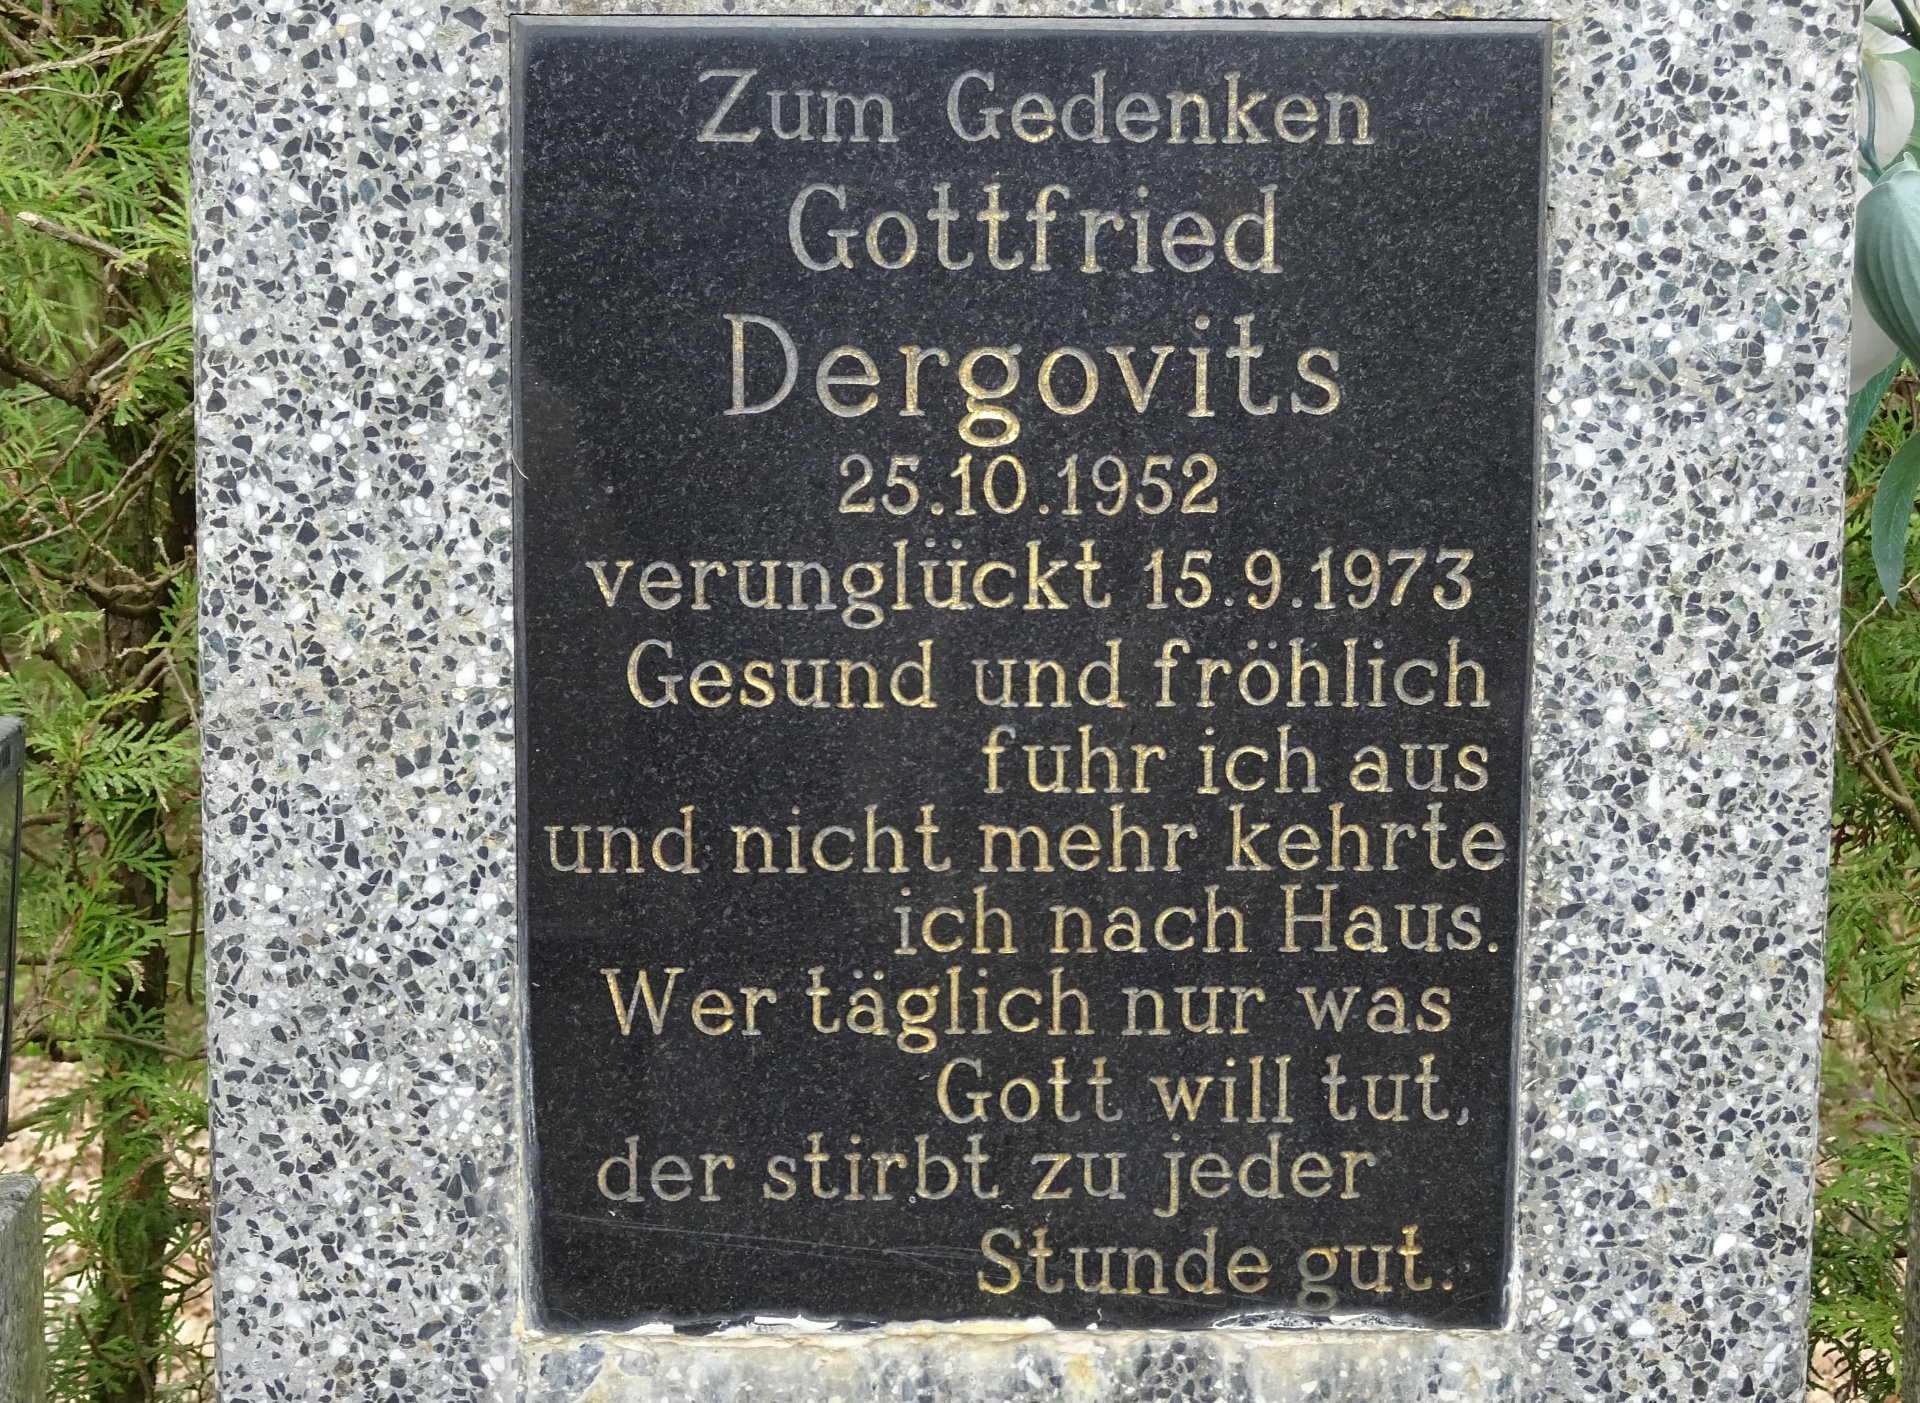 Zum Gedenken
Gottfried
Dergovits
25.10.1952
verunglückt 15.9.1973
Gesund und fröhlich
fuhr ich aus
und nicht mehr kehrte
ich nach Haus.
Wer täglich nur was
Gott will tut,
der stirbt zu jeder
Stunde gut.